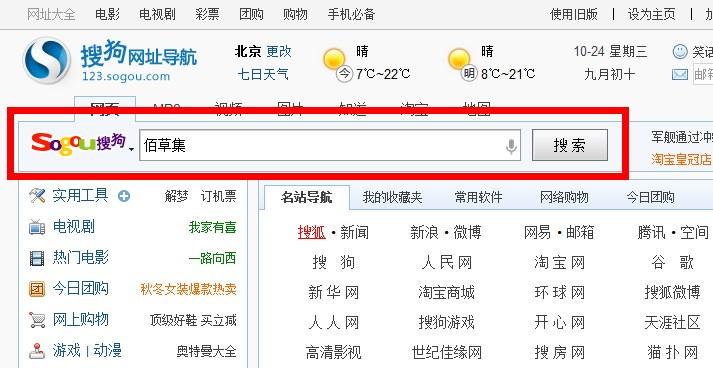 网址大全 电影 电视剧 彩票 团购 购物 手机必备 使用旧版 | 设为主页 |
搜狗网址导航 北京 更改 晴 晴 10-24 星期三 笑话
123.sogou.com 七日天气 今 7℃~22℃ 明 8℃~21℃ 九月初十 邮箱
网页 MP3 视频 图片 知道 淘宝 地图
Sogou搜狗 佰草集 搜 索 军舰通过冲
淘宝皇冠店
实用工具 解梦 订机票 名站导航 我的收藏夹 常用软件 网络购物 今日团购
电视剧 我家有喜 搜狐 • 新闻 新浪 • 微博 网易 • 邮箱 腾讯 • 空间
热门电影 一路向西 搜 狗 人 民 网 淘 宝 网 谷 歌
今日团购 秋冬女装爆款热卖 新 华 网 淘宝商城 环 球 网 搜狐微博
网上购物 顶级好鞋 买立减 人 人 网 搜狗游戏 开 心 网 天涯社区
游戏 | 动漫 奥特曼大全 高清影视 世纪佳缘网 搜 房 网 猫 扑 网